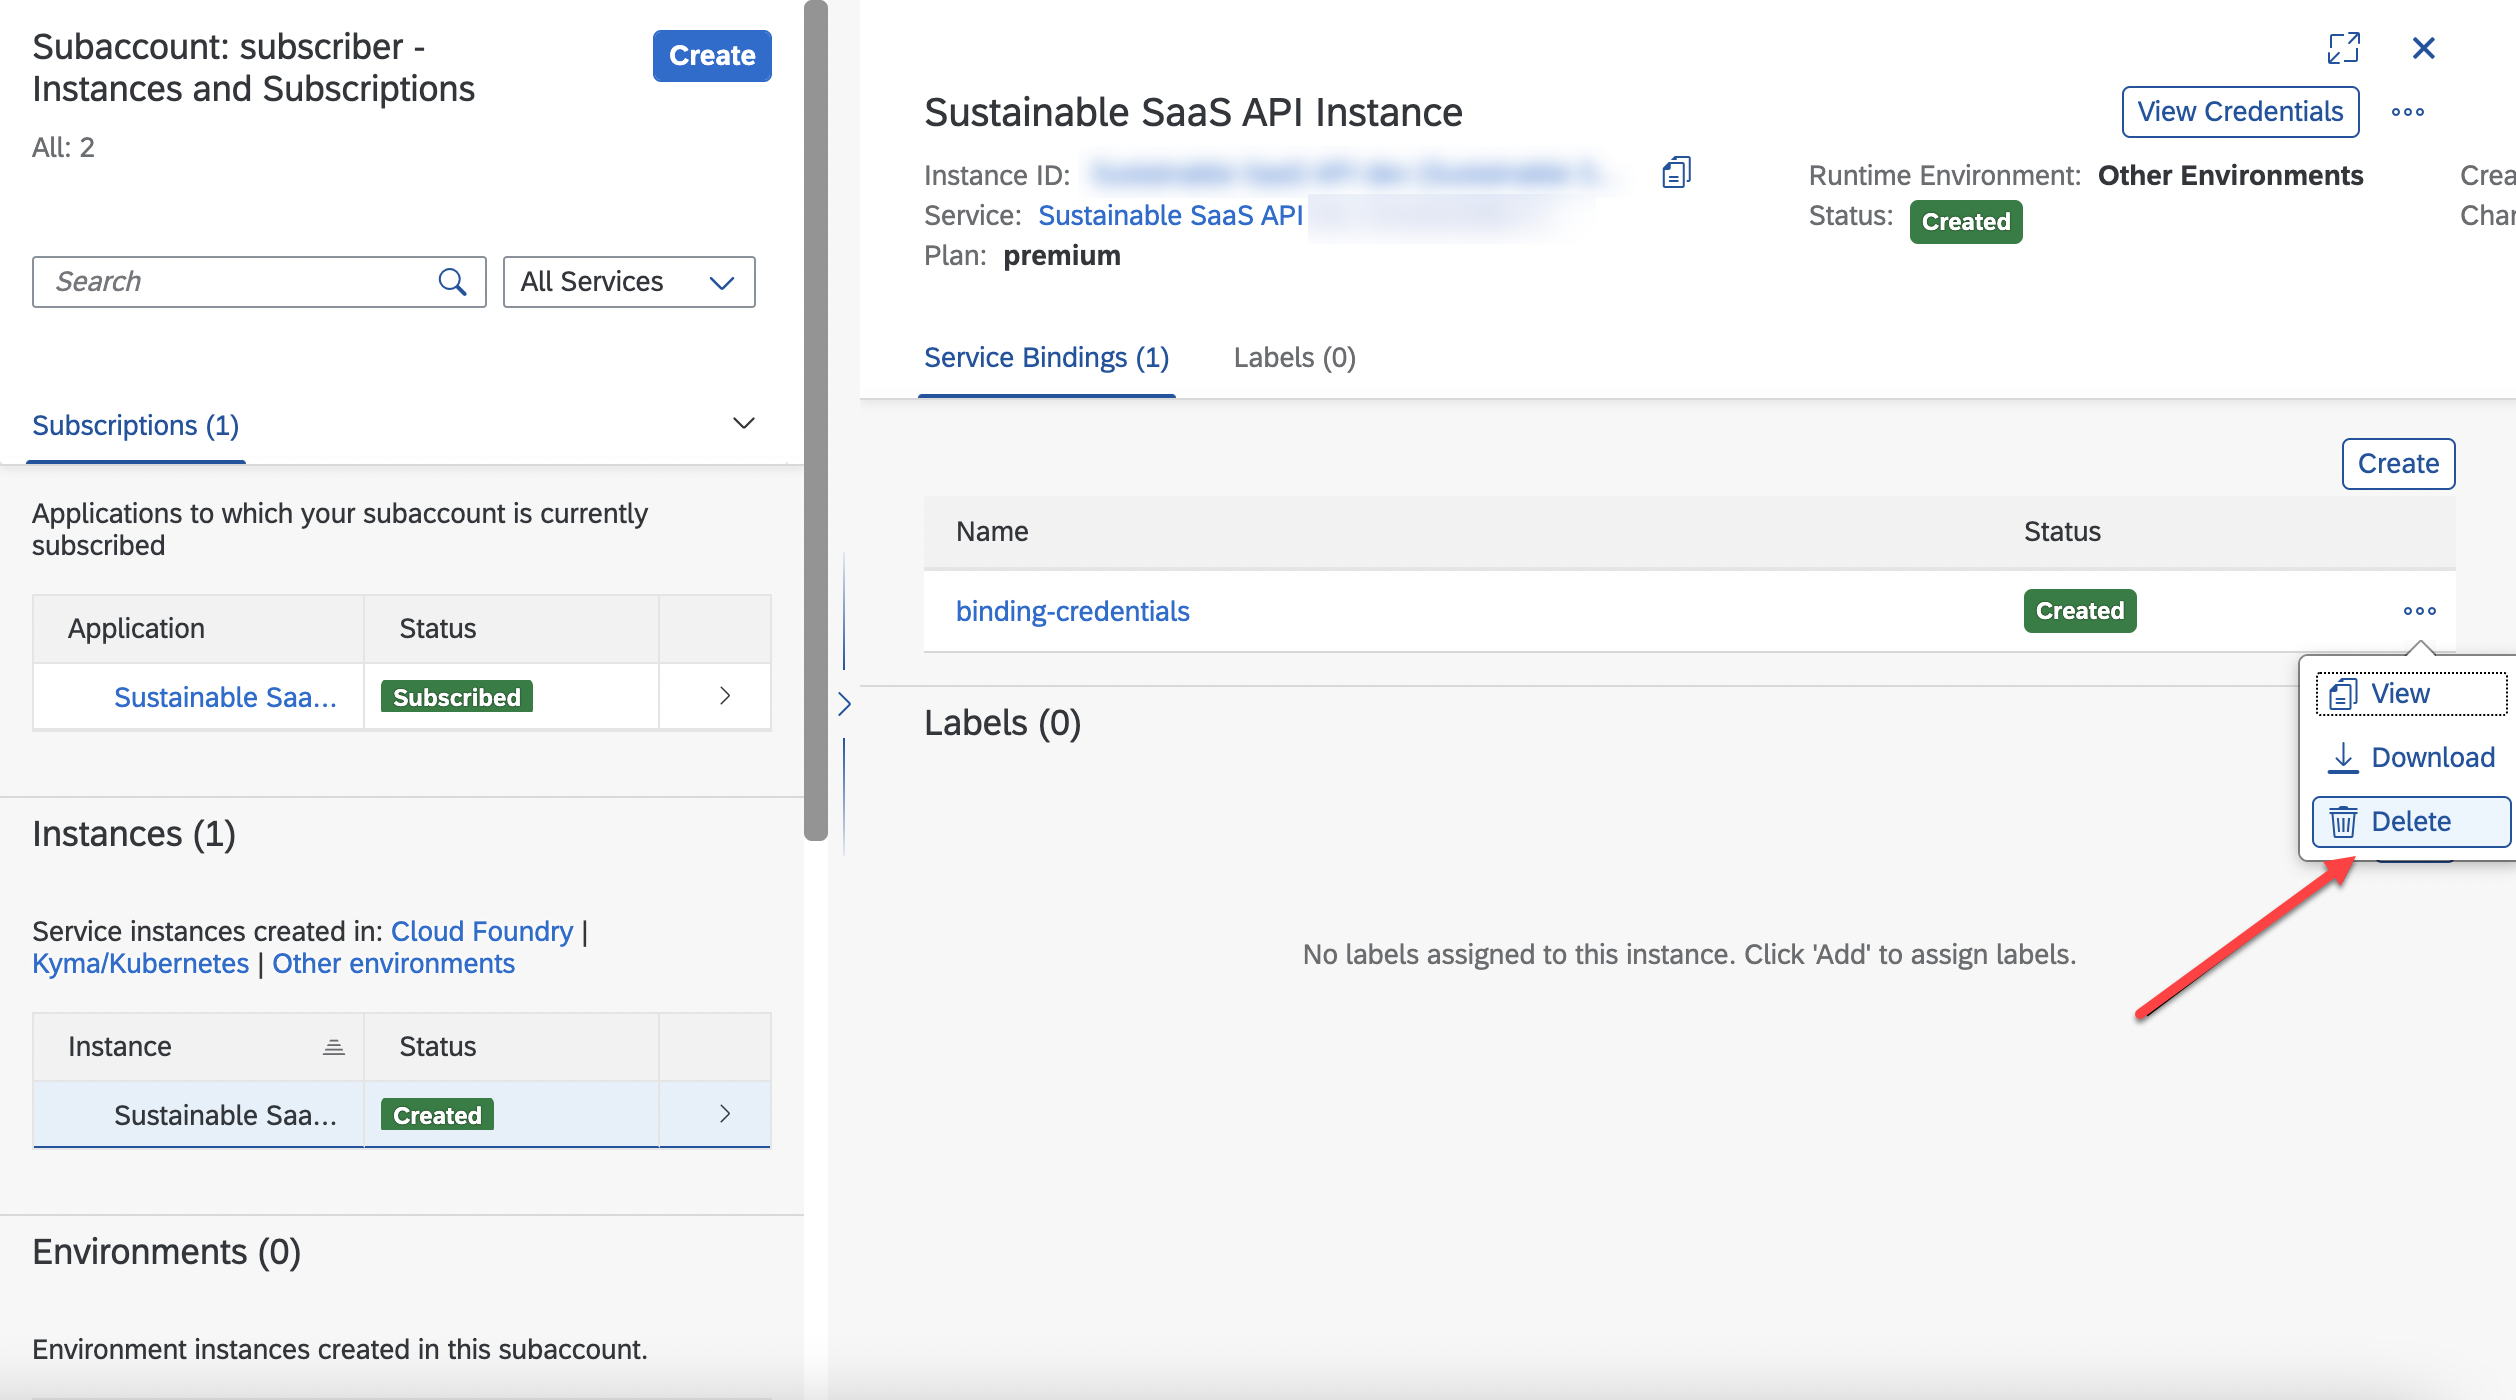 Subaccount: subscriber -
Instances and Subscriptions
Create
All: 2
Search
All Services
Subscriptions (1)
Applications to which your subaccount is currently
subscribed
Application Status
Sustainable Saa... Subscribed
Instances (1)
Service instances created in: Cloud Foundry |
Kyma/Kubernetes | Other environments
Instance Status
Sustainable Saa... Created
Environments (0)
Environment instances created in this subaccount.
Sustainable SaaS API Instance
View Credentials
Instance ID:
Service: Sustainable SaaS API
Plan: premium
Runtime Environment: Other Environments
Status: Created
Service Bindings (1) Labels (0)
Create
Name Status
binding-credentials Created
View
Download
Delete
Labels (0)
No labels assigned to this instance. Click 'Add' to assign labels.